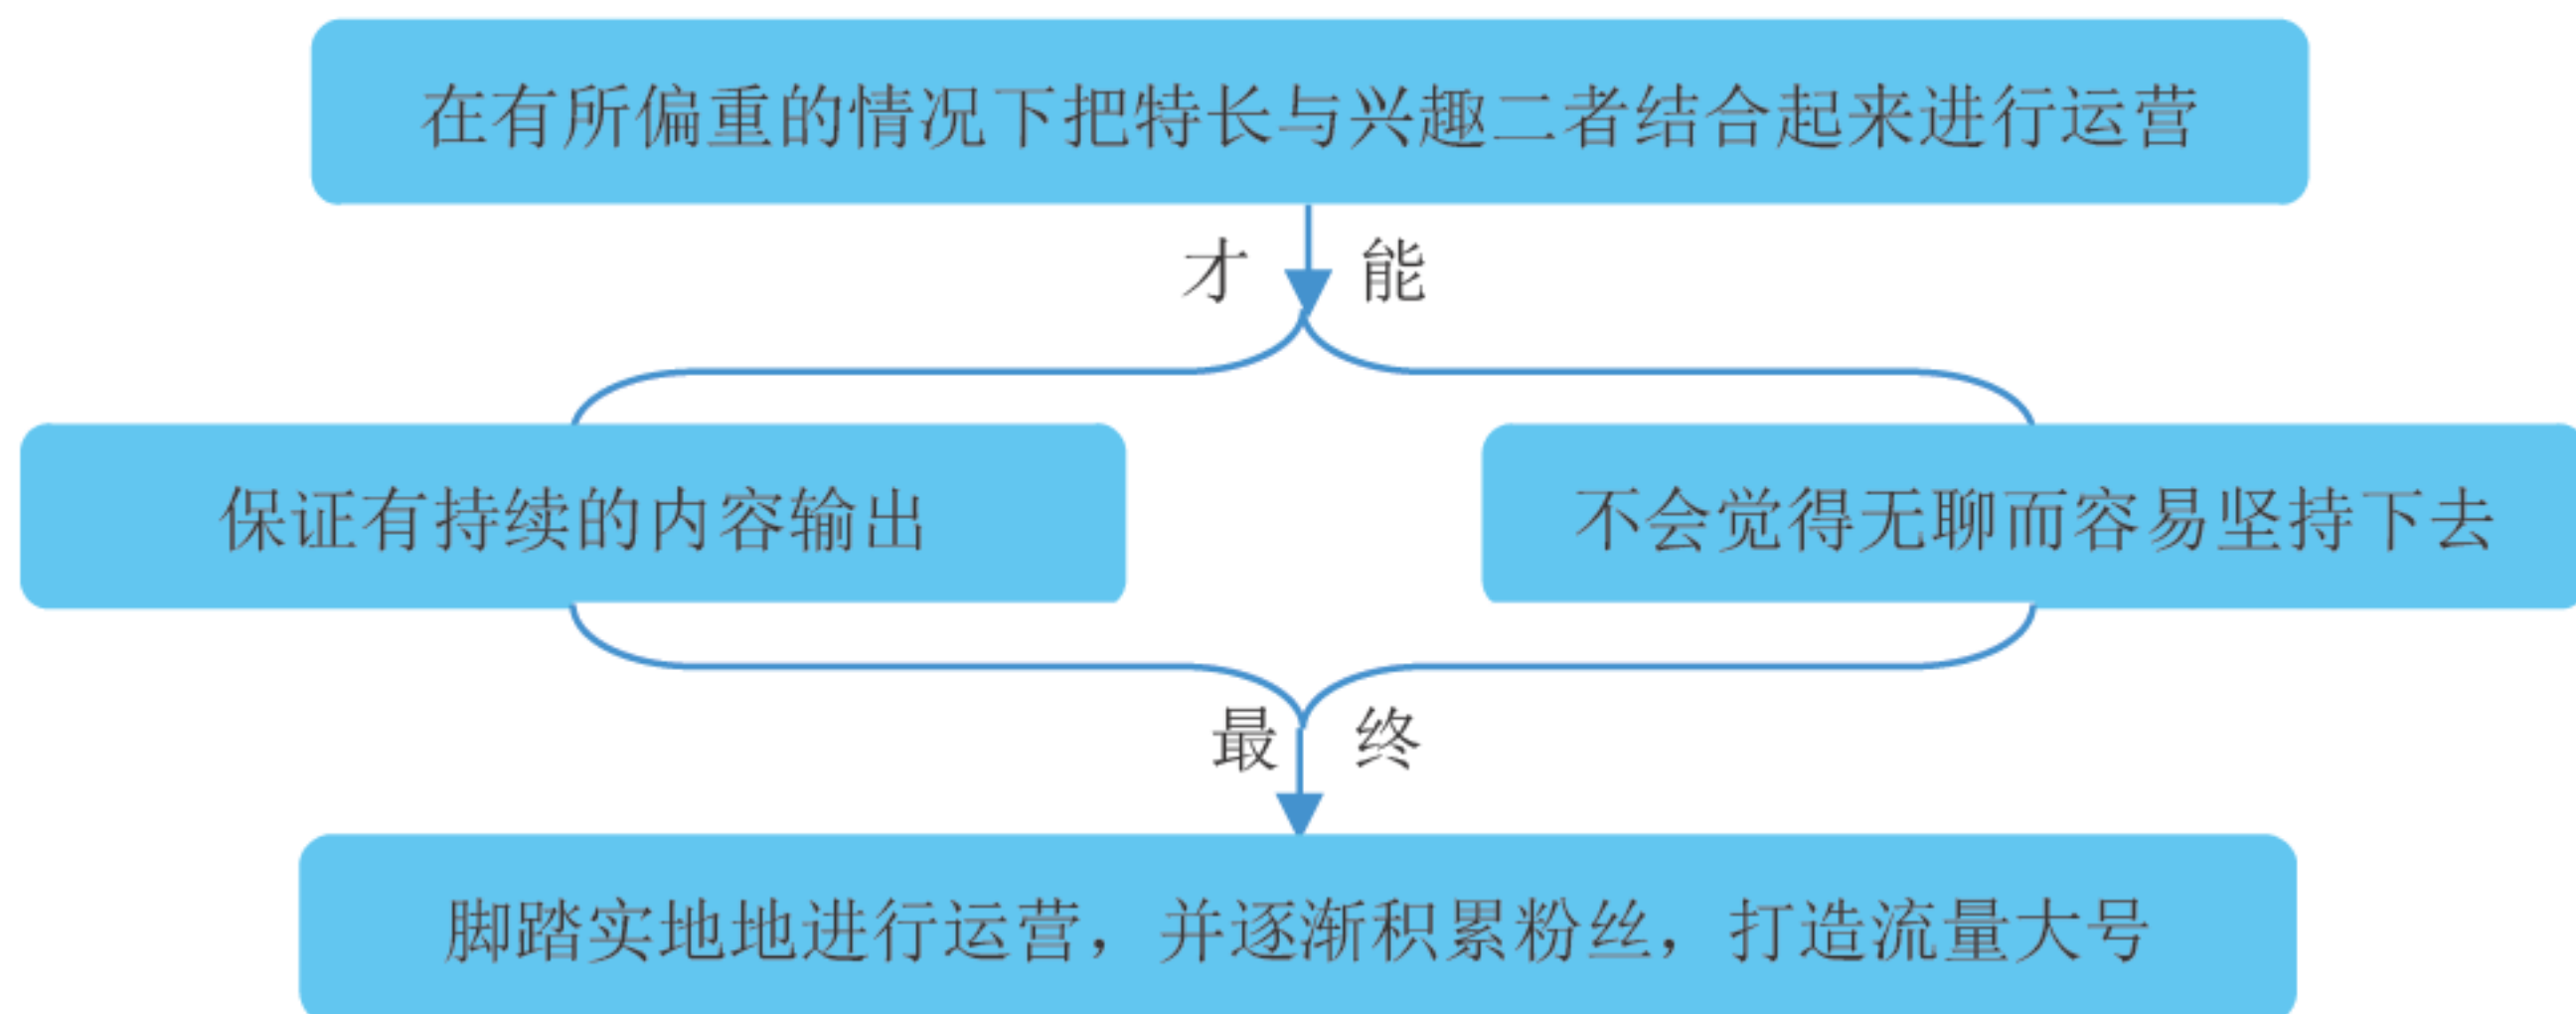 在有所偏重的情况下把特长与兴趣二者结合起来进行运营
才 能
保证有持续的内容输出
不会觉得无聊而容易坚持下去
最 终
脚踏实地地进行运营，并逐渐积累粉丝，打造流量大号